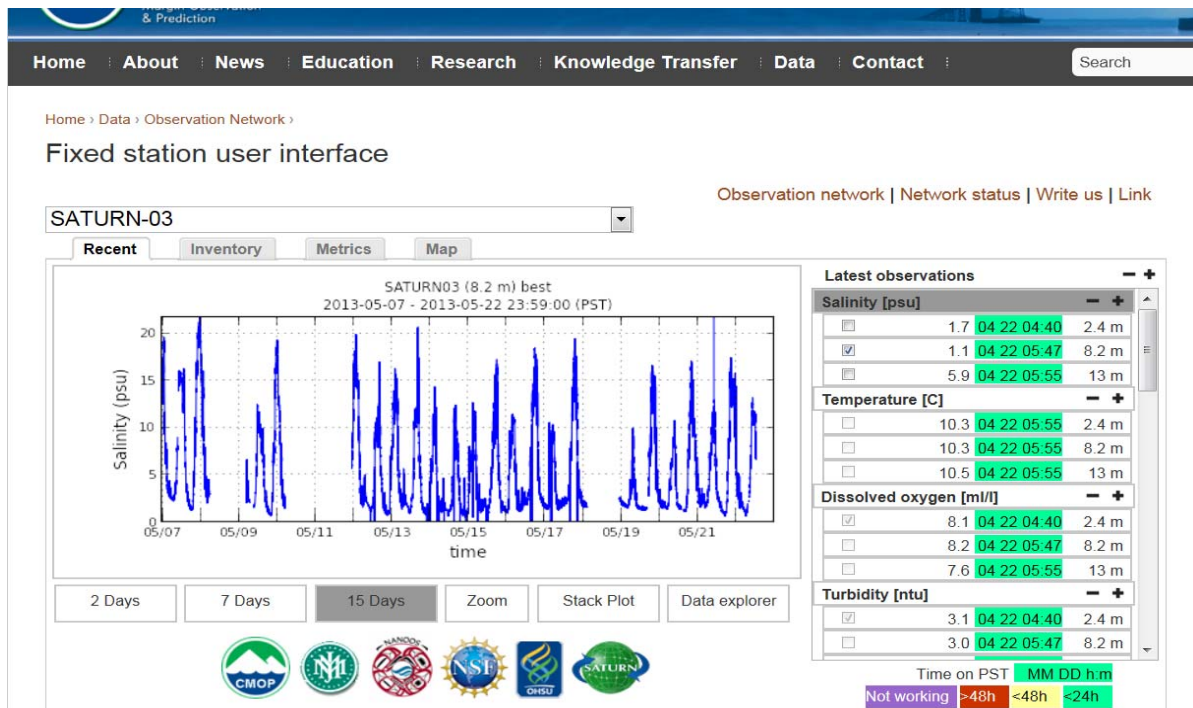 & Prediction
Home About News Education Research Knowledge Transfer Data Contact Search
Home › Data › Observation Network ›
Fixed station user interface
Observation network | Network status | Write us | Link
SATURN-03
Recent Inventory Metrics Map
SATURN03 (8.2 m) best
2013-05-07 - 2013-05-22 23:59:00 (PST)
Salinity (psu)
20
15
10
5
0
05/07 05/09 05/11 05/13 05/15 05/17 05/19 05/21
time
2 Days 7 Days 15 Days Zoom Stack Plot Data explorer
Latest observations − +
Salinity [psu] − +
1.7 04 22 04:40 2.4 m
1.1 04 22 05:47 8.2 m
5.9 04 22 05:55 13 m
Temperature [C] − +
10.3 04 22 05:55 2.4 m
10.3 04 22 05:55 8.2 m
10.5 04 22 05:55 13 m
Dissolved oxygen [ml/l] − +
8.1 04 22 04:40 2.4 m
8.2 04 22 05:47 8.2 m
7.6 04 22 05:55 13 m
Turbidity [ntu] − +
3.1 04 22 04:40 2.4 m
3.0 04 22 05:47 8.2 m
Time on PST MM DD h:m
Not working >48h <48h <24h
CMOP
NANOOS
NSF
OHSU
SATURN